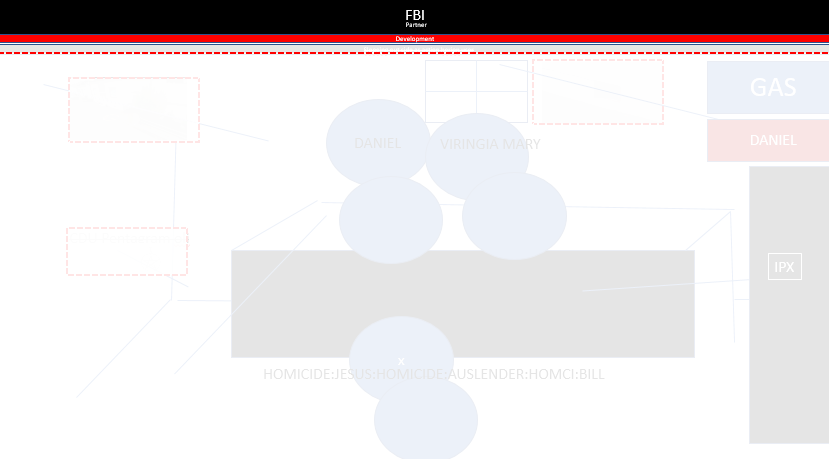 FBI
Partner
Development
GAS
DANIEL
VIRINGIA MARY
DANIEL
IPX
X
HOMICIDE:JESUS:HOMICIDE:AUSLENDER:HOMCI:BILL